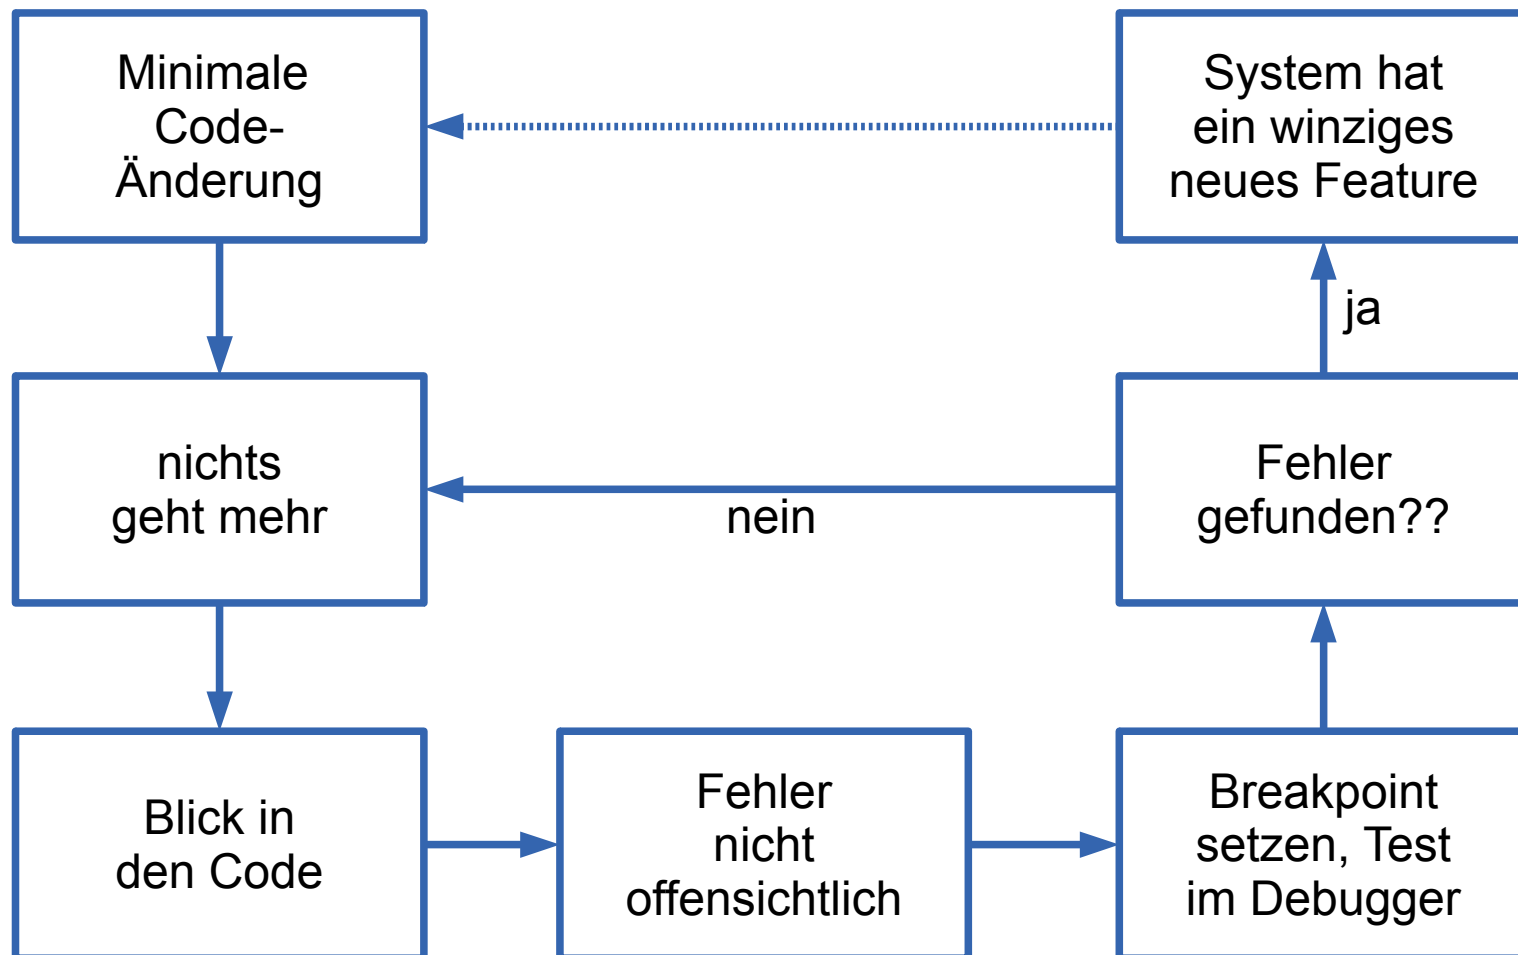 Minimale
Code-
Änderung
System hat
ein winziges
neues Feature
ja
nichts
geht mehr
nein
Fehler
gefunden??
Blick in
den Code
Fehler
nicht
offensichtlich
Breakpoint
setzen, Test
im Debugger